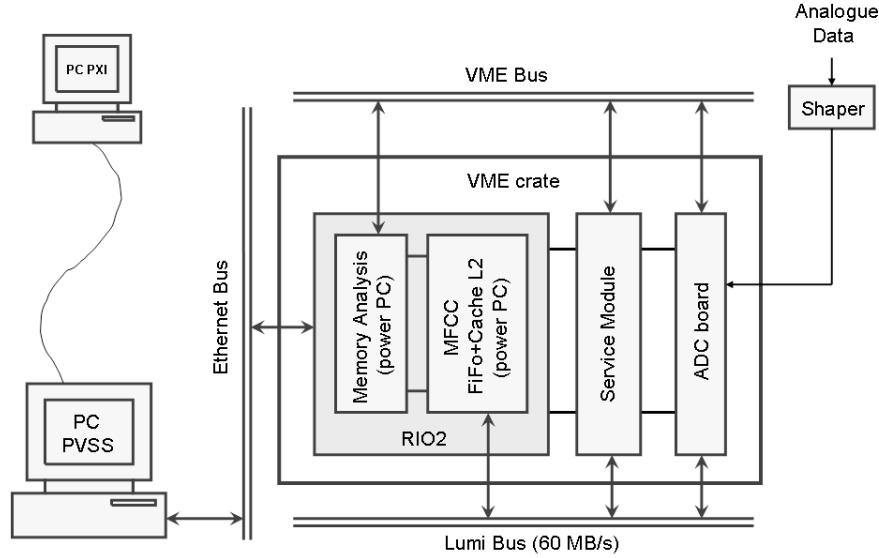 Analogue
Data
PC PXI
VME Bus
Shaper
VME crate
Ethernet Bus
Memory Analysis
(power PC)
MFCC
FiFo+Cache L2
(power PC)
Service Module
ADC board
PC
PVSS
RIO2
Lumi Bus (60 MB/s)